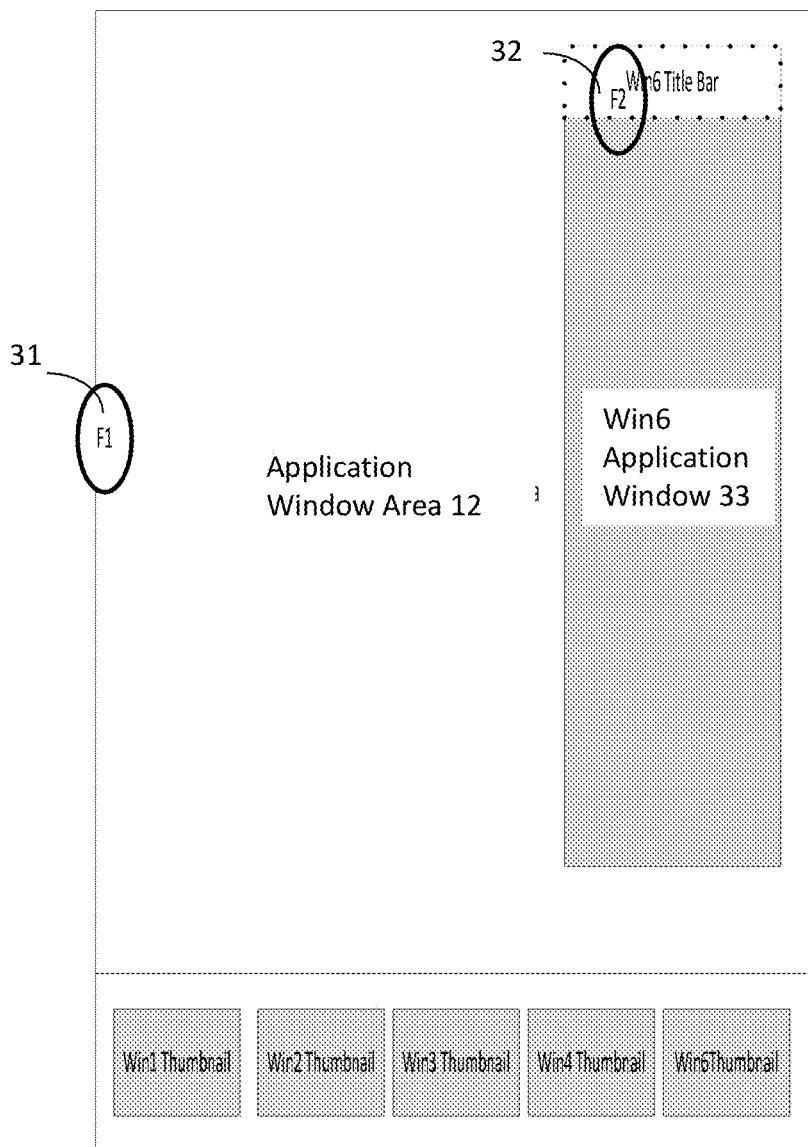 32
Win6 Title Bar
F2
31
F1
Application
Window Area 12
Win6
Application
Window 33
Win1 Thumbnail
Win2 Thumbnail
Win3 Thumbnail
Win4 Thumbnail
Win6Thumbnail